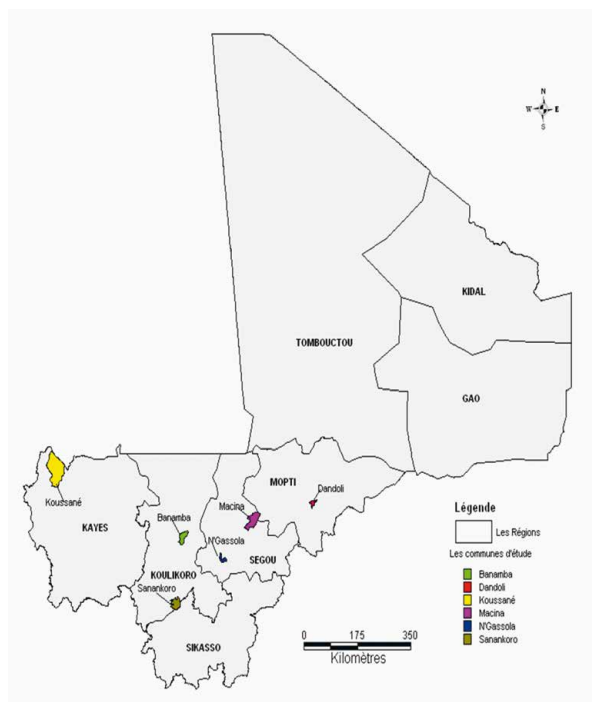 N
W E
S
KIDAL
TOMBOUCTOU
GAO
MOPTI
Dandoli
Koussané
KAYES
Macina
Banamba
N'Gassola
SEGOU
KOULIKORO
Sanankoro
SIKASSO
0 175 350
Kilomètres
Légende
Les Régions
Les communes d'étude
Banamba
Dandoli
Koussané
Macina
N'Gassola
Sanankoro